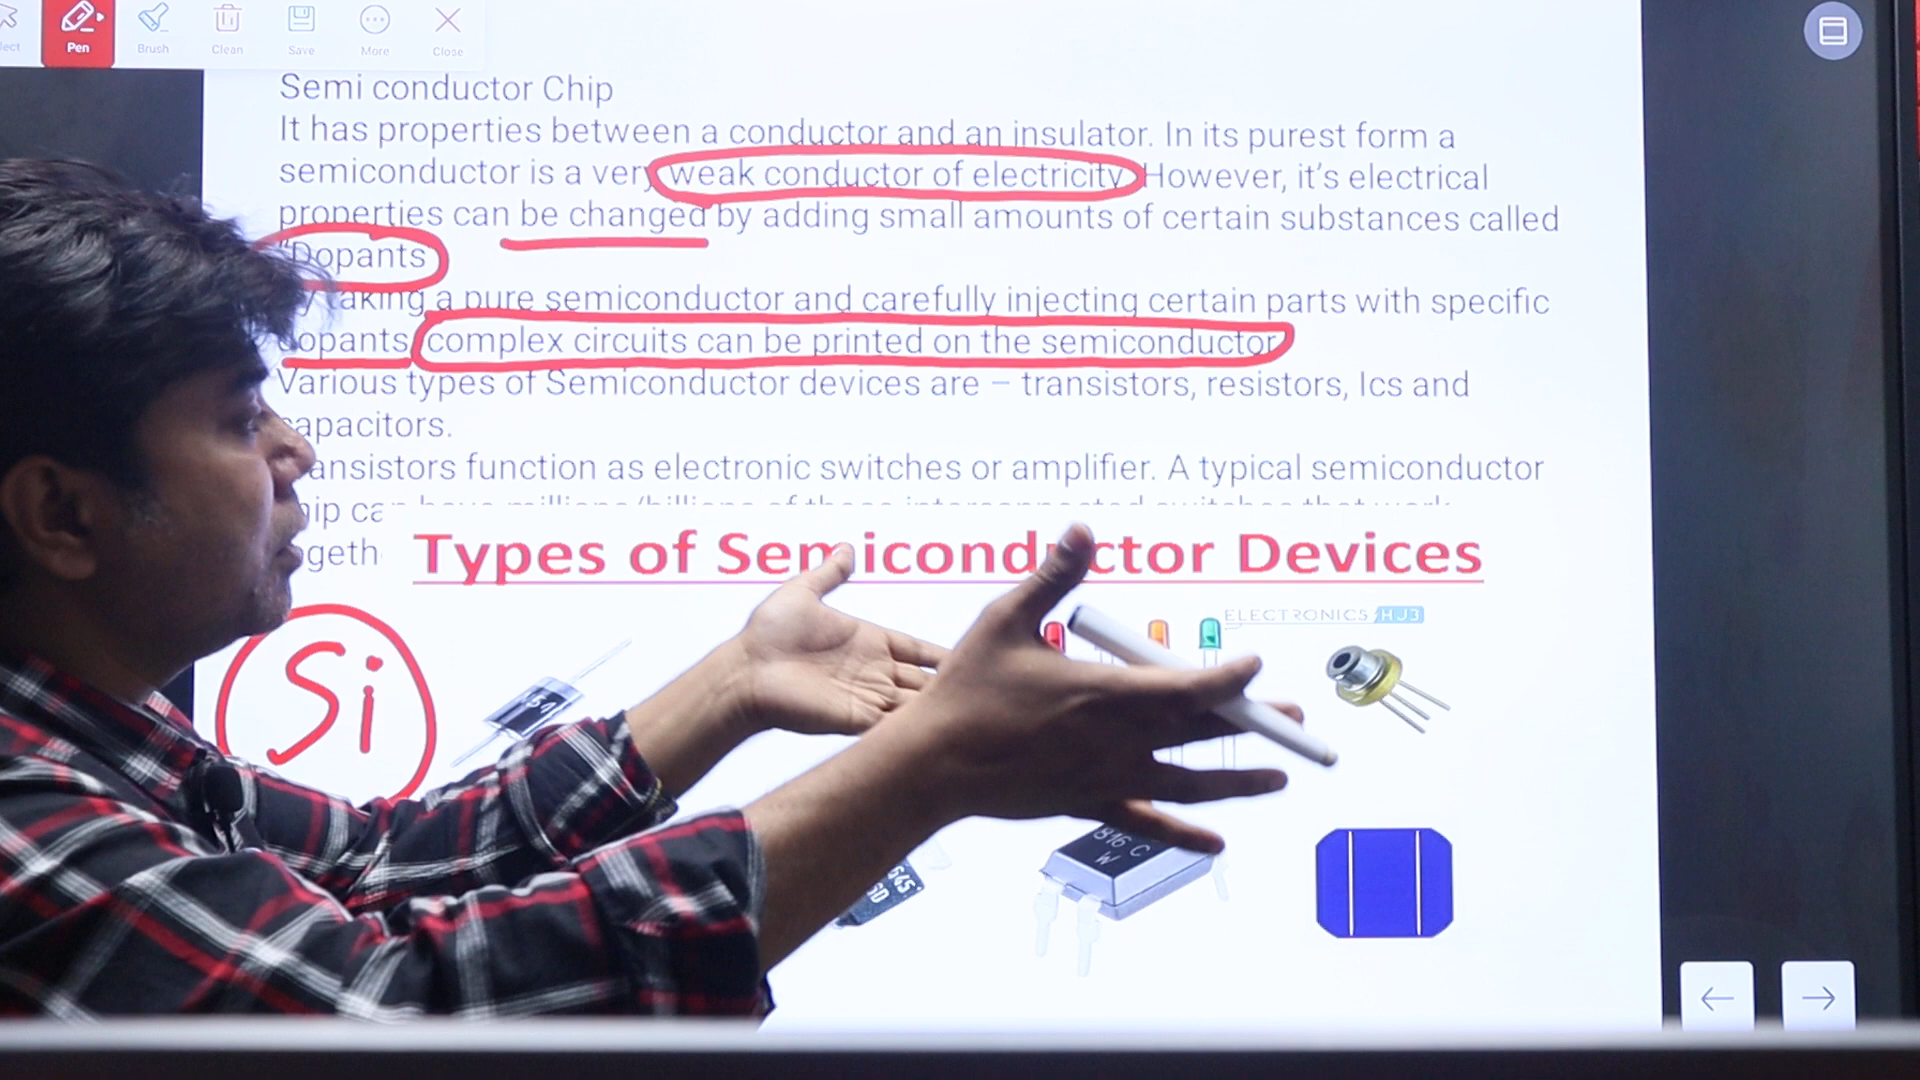 Pen
Brush
Clean
Save
More
Close
Semi conductor Chip
It has properties between a conductor and an insulator. In its purest form a
semiconductor is a very weak conductor of electricity However, it's electrical
properties can be changed by adding small amounts of certain substances called
"Dopants
taking a pure semiconductor and carefully injecting certain parts with specific
dopants complex circuits can be printed on the semiconductor
Various types of Semiconductor devices are – transistors, resistors, Ics and
capacitors.
transistors function as electronic switches or amplifier. A typical semiconductor
Types of Semiconductor Devices
ELECTRONICS HJ3
Si
816 C
W